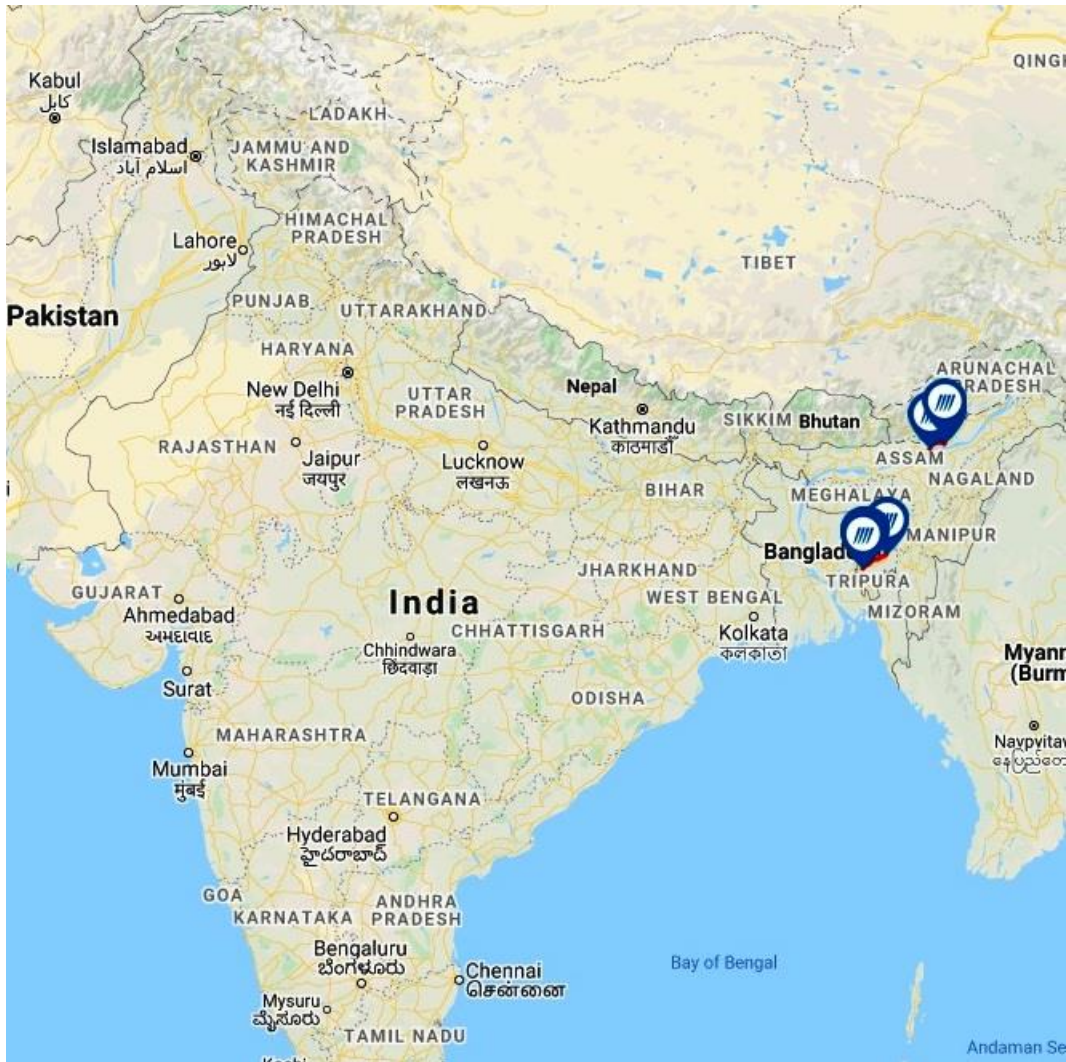 QINGH
Kabul
کابل
LADAKH
Islamabad
اسلام آباد
JAMMU AND
KASHMIR
HIMACHAL
PRADESH
Lahore
لاہور
TIBET
PUNJAB
UTTARAKHAND
Pakistan
HARYANA
ARUNACHAL
PRADESH
New Delhi
नई दिल्ली
UTTAR
PRADESH
Nepal
Kathmandu
काठमाडौँ
SIKKIM
Bhutan
RAJASTHAN
Jaipur
जयपुर
Lucknow
लखनऊ
ASSAM
NAGALAND
BIHAR
MEGHALAYA
MANIPUR
JHARKHAND
TRIPURA
GUJARAT
Ahmedabad
અમદાવાદ
India
WEST BENGAL
MIZORAM
CHHATTISGARH
Kolkata
কলকাতা
Chhindwara
छिंदवाड़ा
Myann
(Burm
Surat
ODISHA
MAHARASHTRA
Mumbai
मुंबई
TELANGANA
Hyderabad
హైదరాబాద్
GOA
KARNATAKA
ANDHRA
PRADESH
Bengaluru
ಬೆಂಗಳೂರು
Bay of Bengal
Chennai
சென்னை
Mysuru
ಮೈಸೂರು
TAMIL NADU
Andaman Se